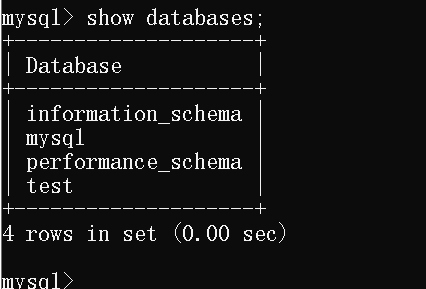 mysql> show databases;
+--------------------+
| Database           |
+--------------------+
| information_schema |
| mysql              |
| performance_schema |
| test               |
+--------------------+
4 rows in set (0.00 sec)
mysql>